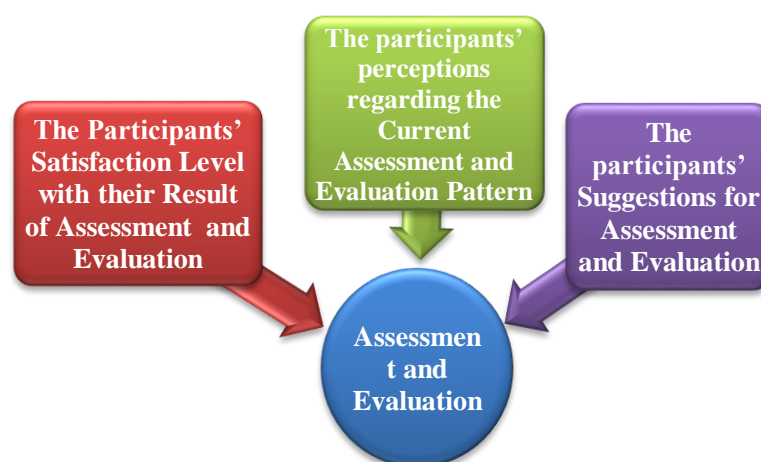 The Participants’
Satisfaction Level
with their Result
of Assessment and
Evaluation
The participants’
perceptions
regarding the
Current
Assessment and
Evaluation Pattern
The
participants’
Suggestions for
Assessment
and Evaluation
Assessmen
t and
Evaluation